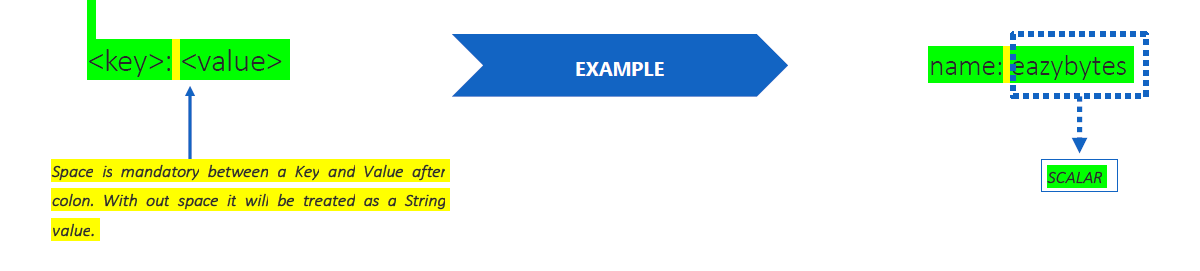 <key>: <value>
EXAMPLE
name: eazybytes
Space is mandatory between a Key and Value after
colon. With out space it will be treated as a String
value.
SCALAR